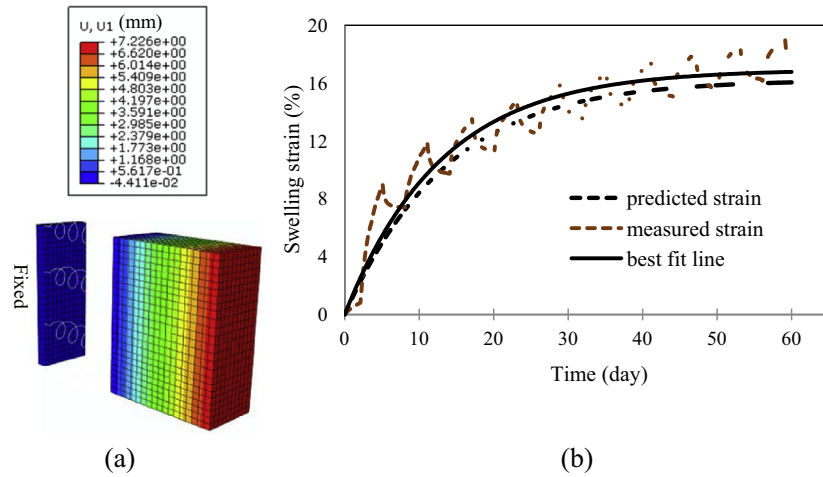 U, U1 (mm)
+7.226e+00
+6.620e+00
+6.014e+00
+5.409e+00
+4.803e+00
+4.197e+00
+3.591e+00
+2.985e+00
+2.379e+00
+1.773e+00
+1.168e+00
+5.617e-01
-4.411e-02
Fixed
(a)
20
16
12
8
4
0
Swelling strain (%)
predicted strain
measured strain
best fit line
0 10 20 30 40 50 60
Time (day)
(b)